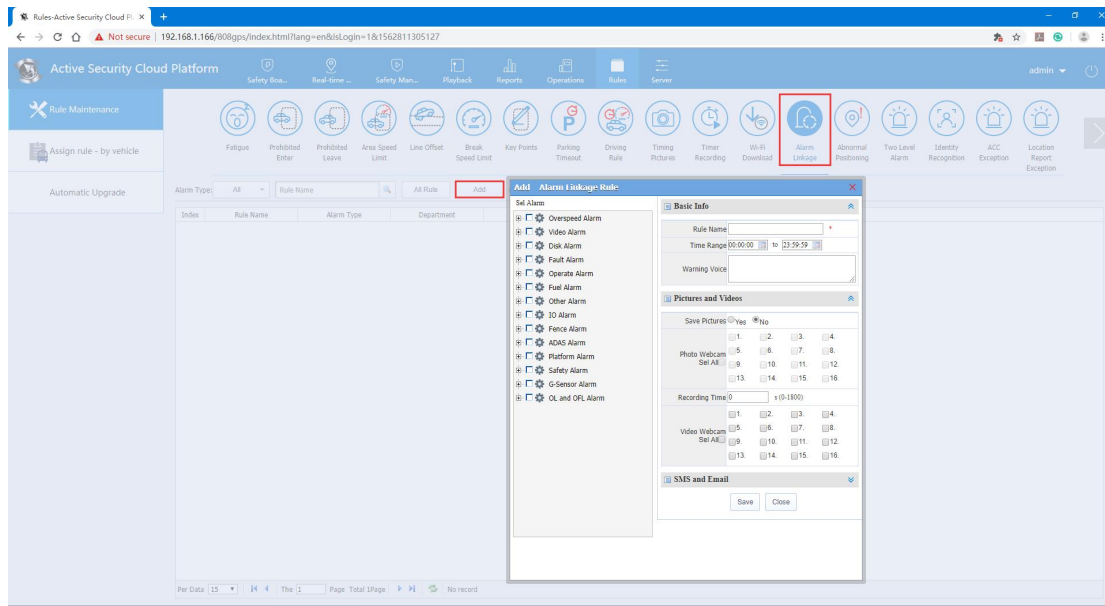 Rules-Active Security Cloud Pl
Not secure | 192.168.1.166/808gps/index.html?lang=en&isLogin=1&1562811305127
Active Security Cloud Platform
Safety Boa...
Real-time ...
Safety Man...
Playback
Reports
Operations
Rules
Server
admin
Rule Maintenance
Assign rule - by vehicle
Automatic Upgrade
Fatigue
Prohibited Enter
Prohibited Leave
Area Speed Limit
Line Offset
Break Speed Limit
Key Points
Parking Timeout
Driving Rule
Timing Pictures
Timer Recording
Wi-Fi Download
Alarm Linkage
Abnormal Positioning
Two Level Alarm
Identity Recognition
ACC Exception
Location Report Exception
Alarm Type: All Rule Name All Rule Add
Index Rule Name Alarm Type Department
Add Alarm Linkage Rule
Sel Alarm
Overspeed Alarm
Video Alarm
Disk Alarm
Fault Alarm
Operate Alarm
Fuel Alarm
Other Alarm
IO Alarm
Fence Alarm
ADAS Alarm
Platform Alarm
Safety Alarm
G-Sensor Alarm
OL and OFL Alarm
Basic Info
Rule Name *
Time Range 00:00:00 to 23:59:59
Warning Voice
Pictures and Videos
Save Pictures Yes No
Photo Webcam
Sel All
1. 2. 3. 4.
5. 6. 7. 8.
9. 10. 11. 12.
13. 14. 15. 16.
Recording Time 0 s (0-1800)
Video Webcam
Sel All
1. 2. 3. 4.
5. 6. 7. 8.
9. 10. 11. 12.
13. 14. 15. 16.
SMS and Email
Save Close
Per Data 15 The 1 Page Total 1Page No record